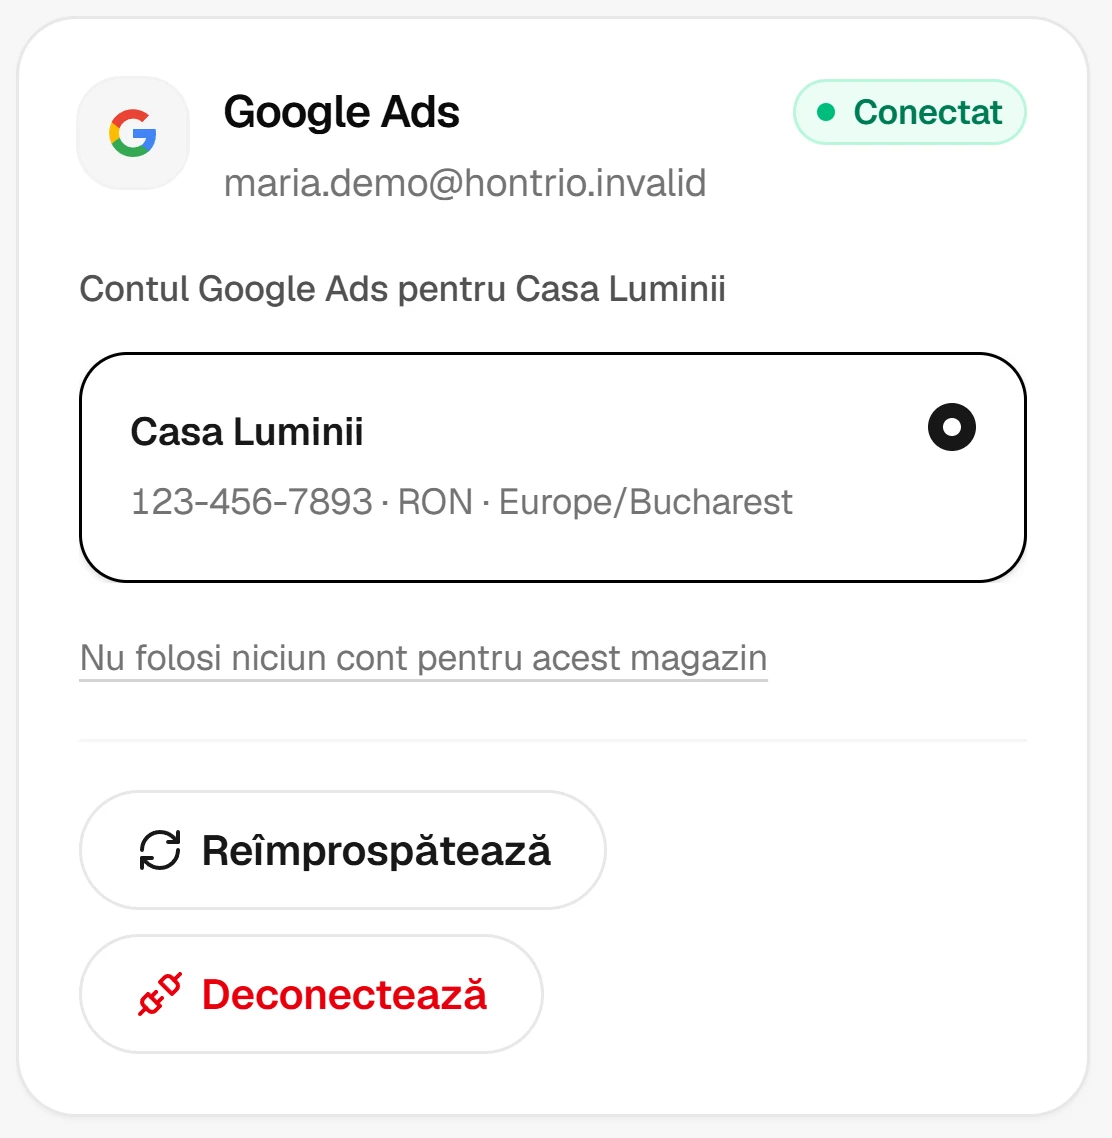 Google Ads
Conectat
maria.demo@hontrio.invalid
Contul Google Ads pentru Casa Luminii
Casa Luminii
123-456-7893 · RON · Europe/Bucharest
Nu folosi niciun cont pentru acest magazin
Reîmprospătează
Deconectează